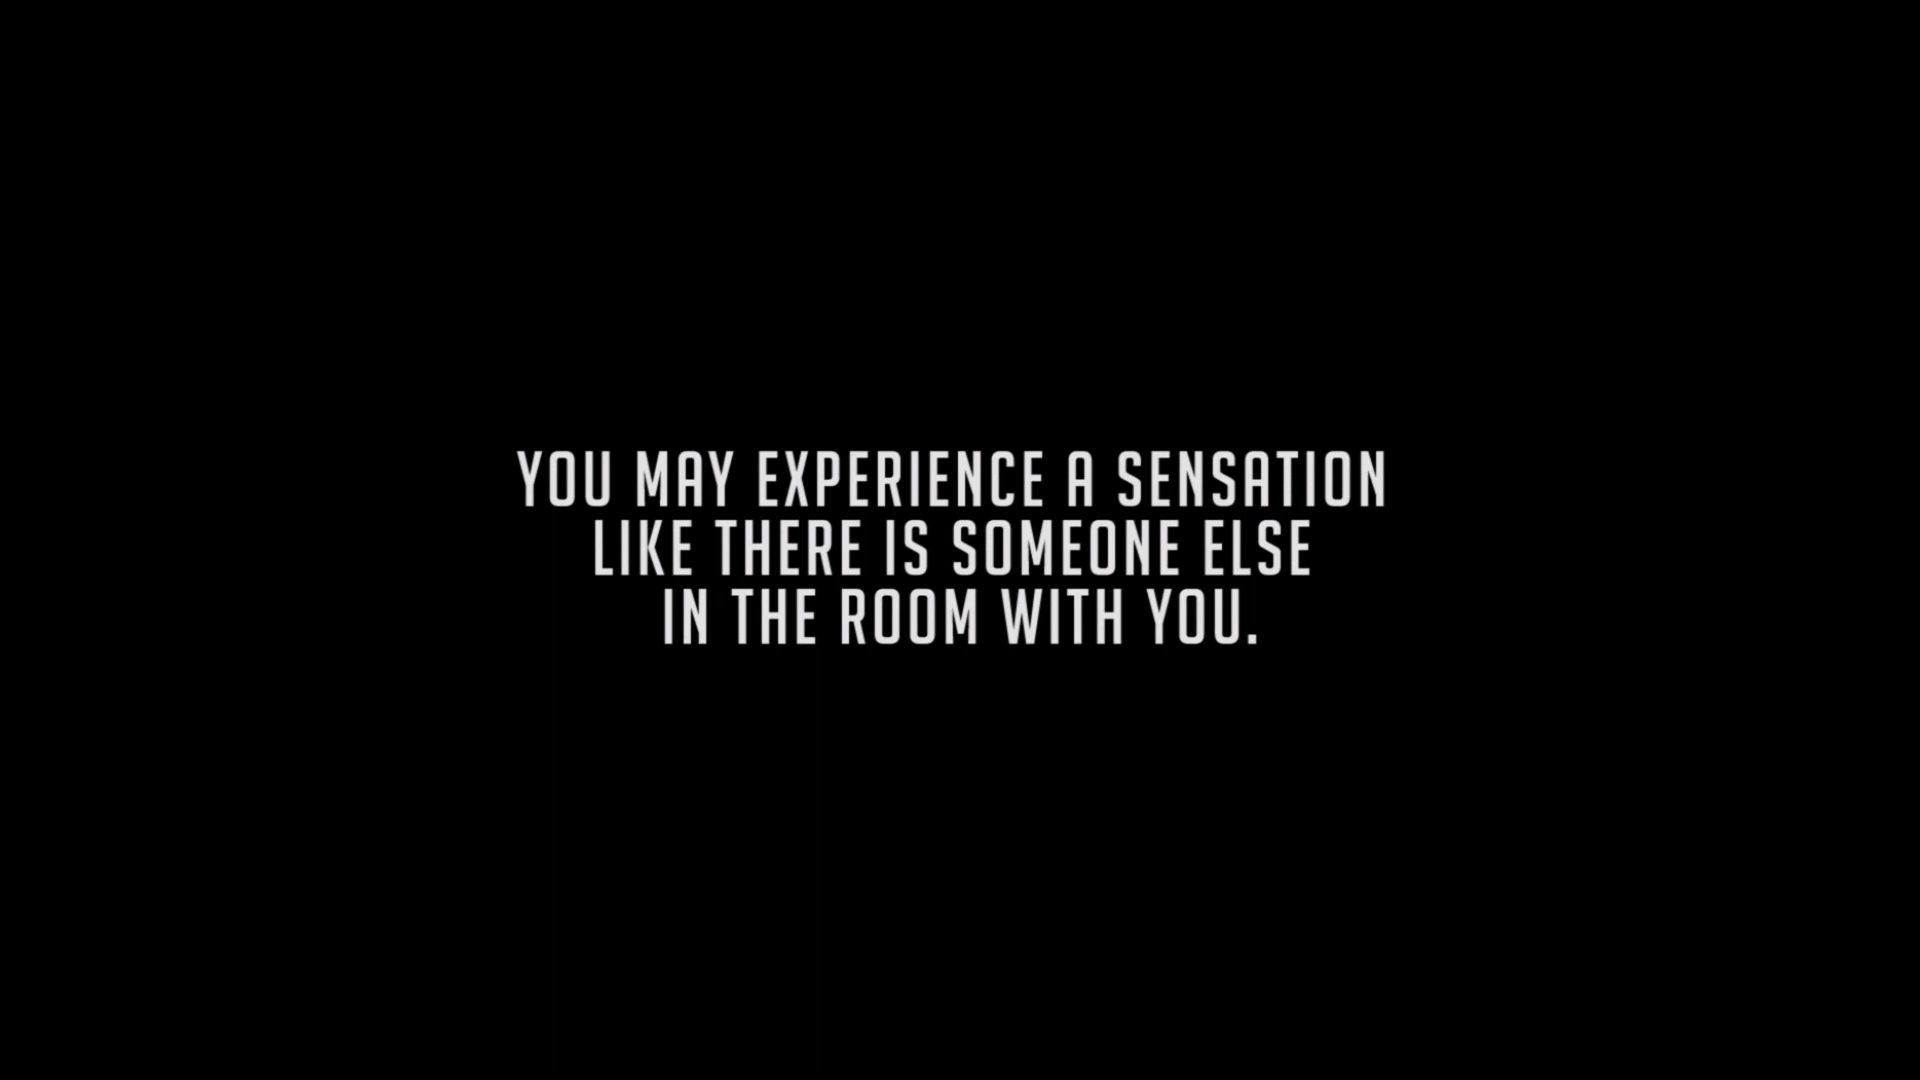 YOU MAY EXPERIENCE A SENSATION
LIKE THERE IS SOMEONE ELSE
IN THE ROOM WITH YOU.